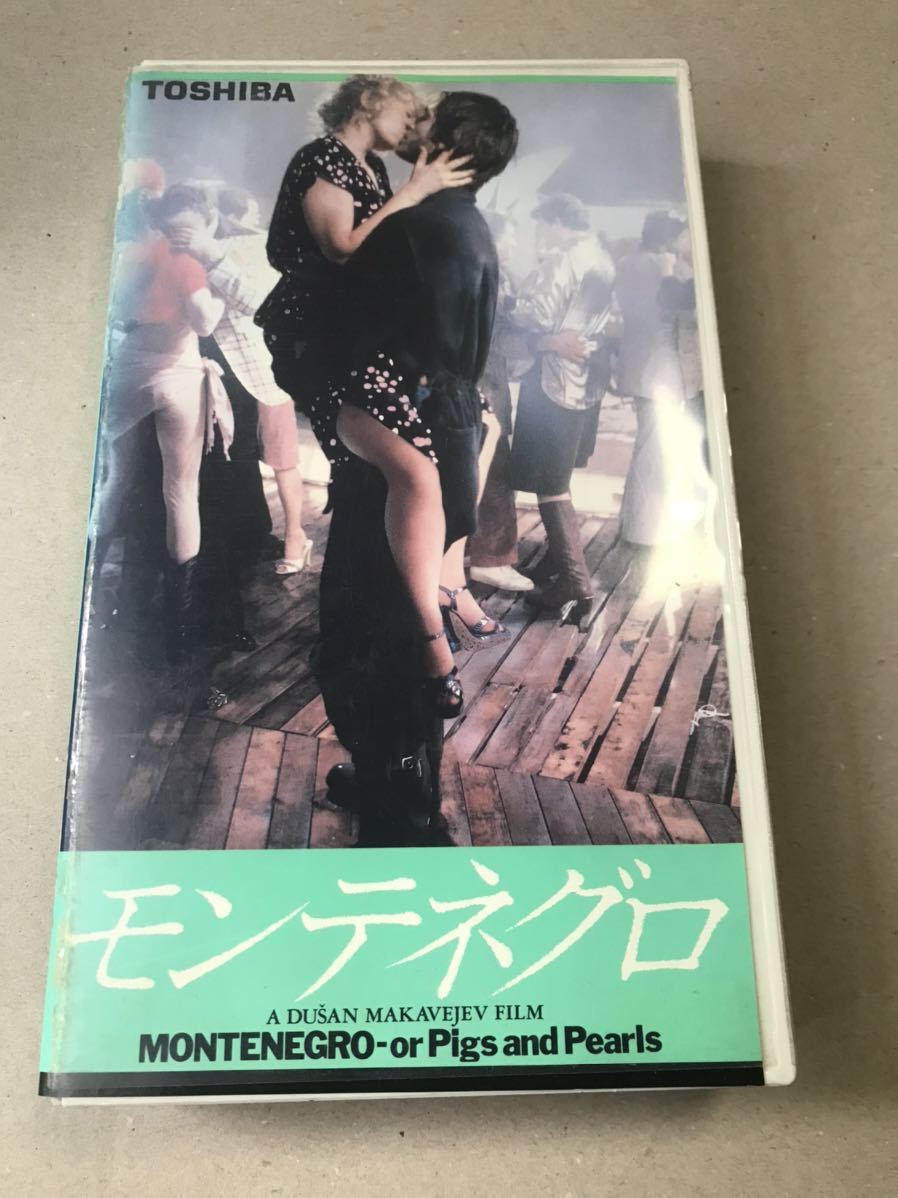 TOSHIBA
モンテネグロ
A DUŠAN MAKAVEJEV FILM
MONTENEGRO-or Pigs and Pearls